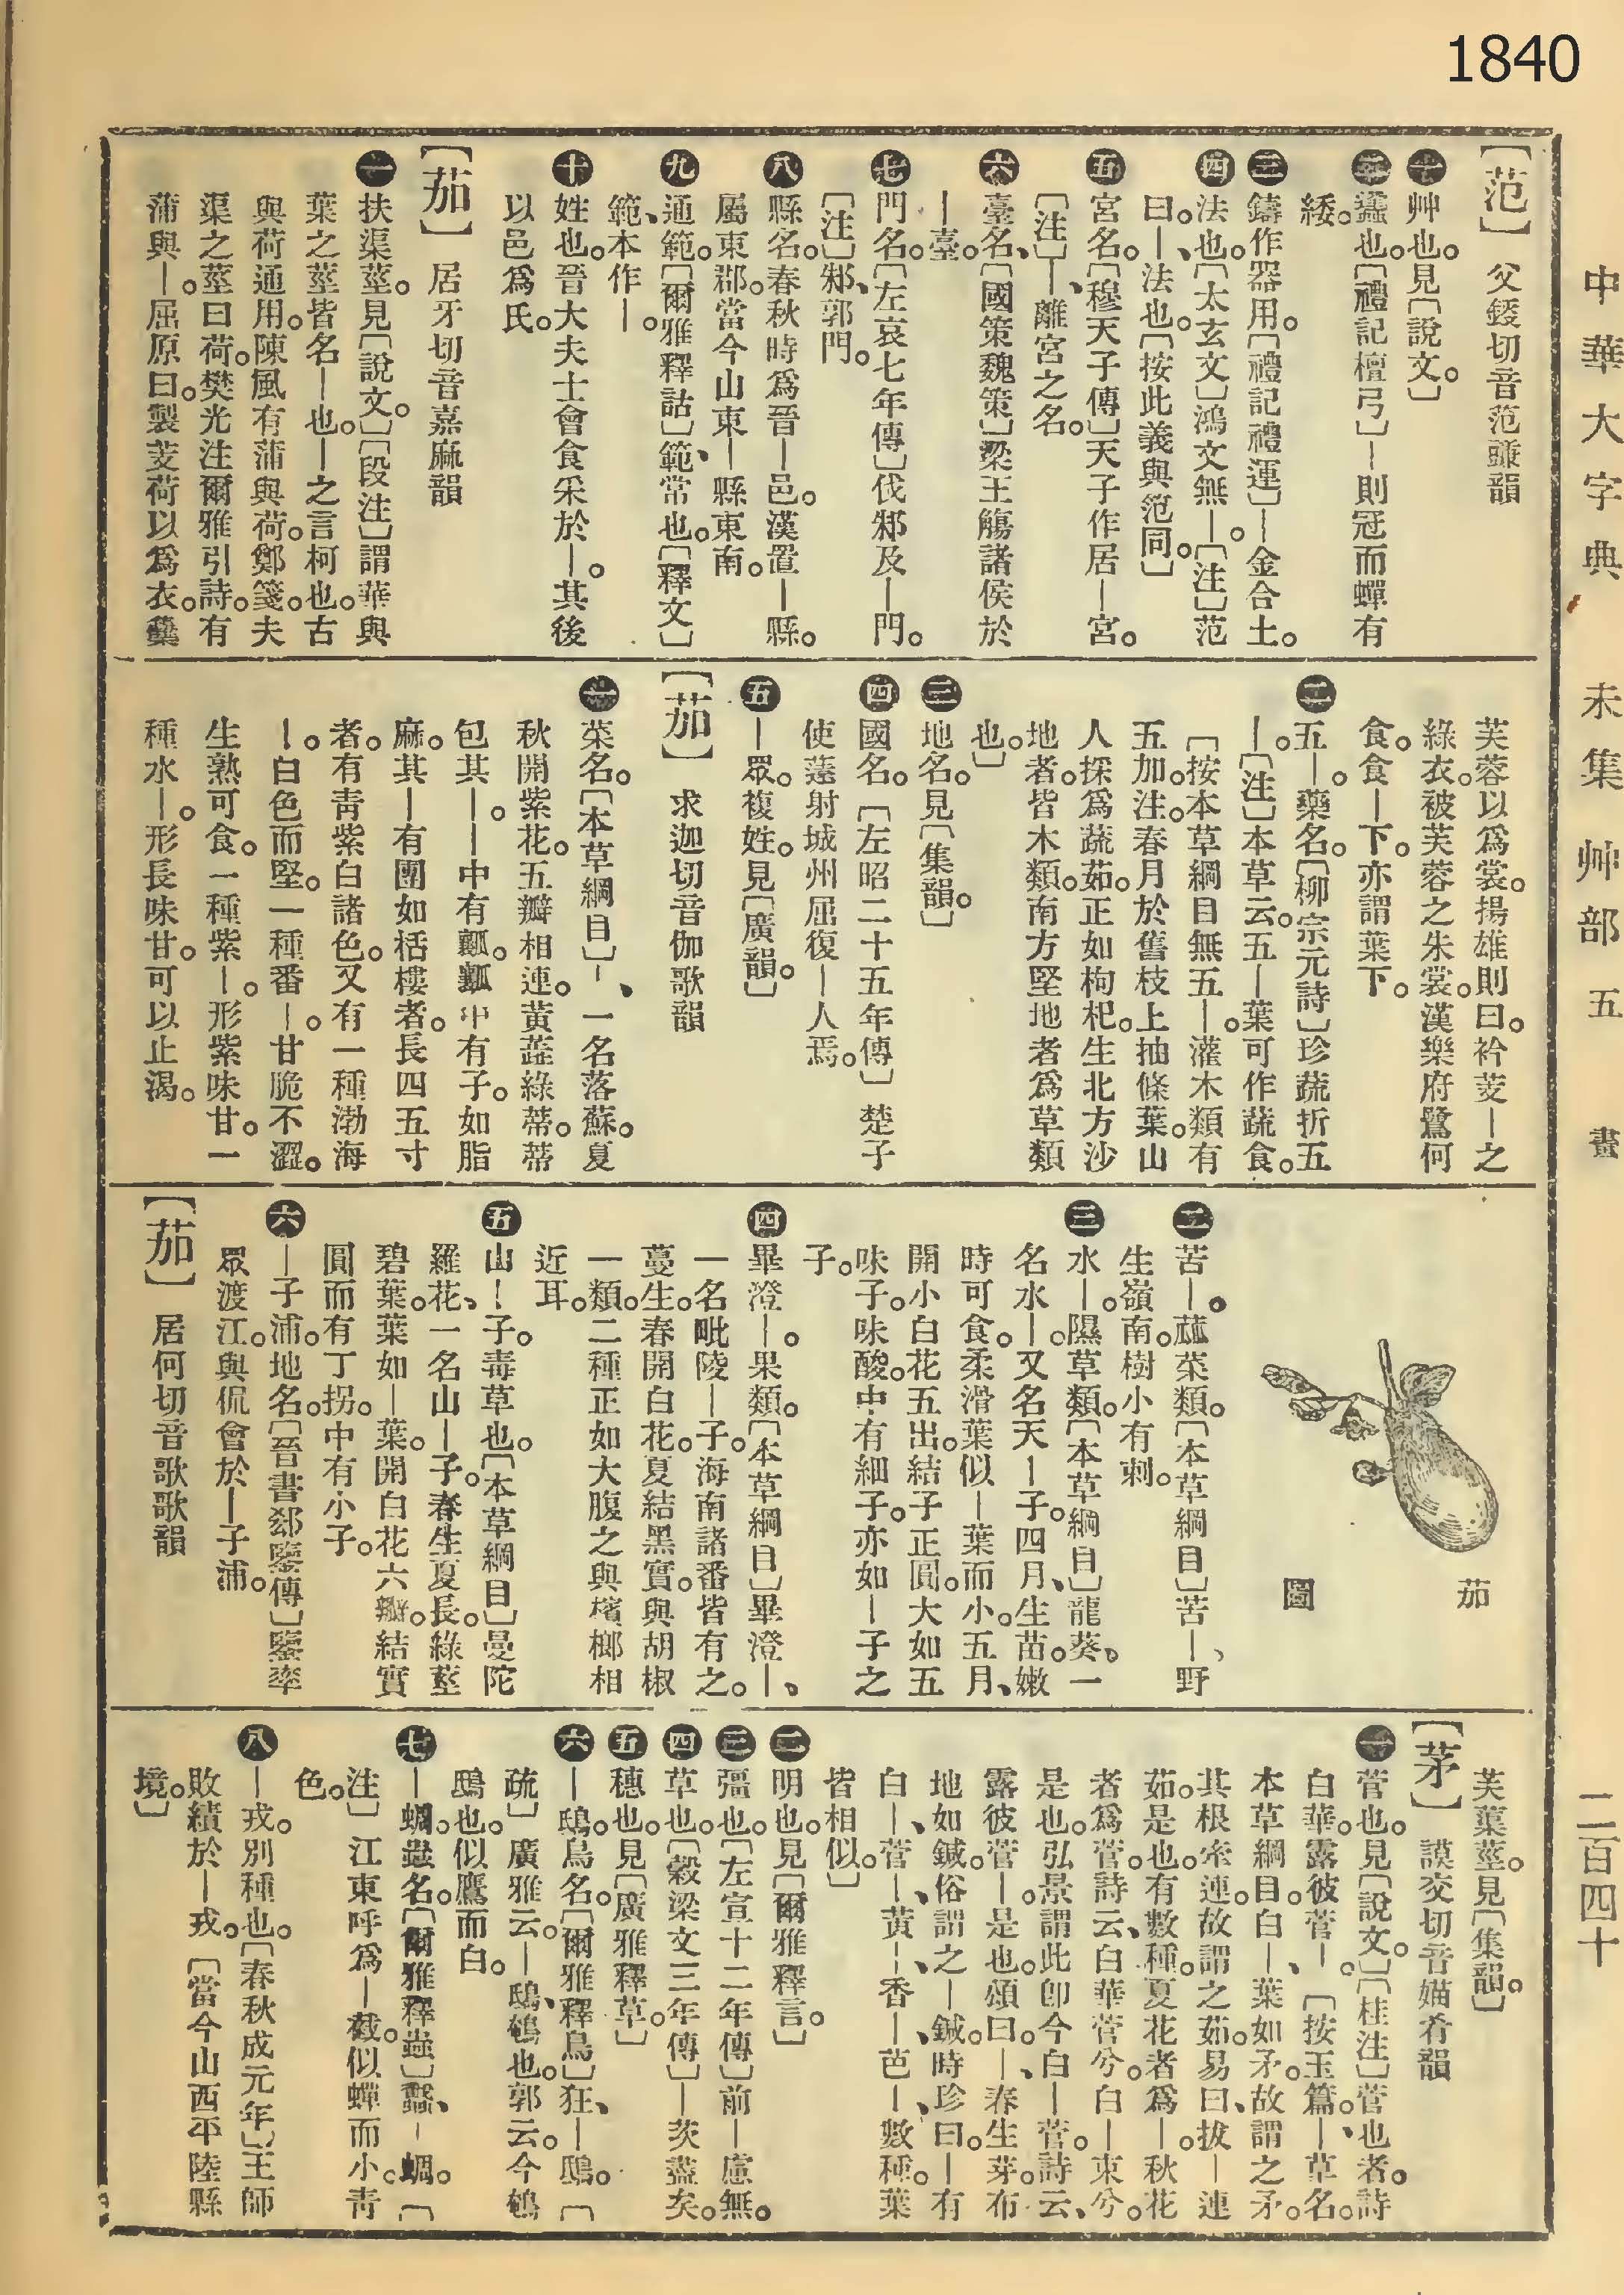 1840
中華大字典 未集 艸部 五畫 二百四十
【范】父錽切音范豏韻
㊀艸也。見〔說文。〕
㊁蠭也。〔禮記檀弓〕—則冠而蟬有
緌。
㊂鑄作器用。〔禮記禮運〕—金合土。
㊃法也。〔太玄文〕鴻文無—。〔注〕范
曰。—、法也。〔按此義與笵同。〕
㊄宮名。〔穆天子傳〕天子作居—宮。
〔注〕—、離宮之名。
㊅臺名、〔國策魏策〕梁王觴諸侯於
—臺。
㊆門名。〔左哀七年傳〕伐邾及—門。
〔注〕邾、郭門。
㊇縣名。春秋時爲晉—邑。漢置—縣。
屬東郡。當今山東—縣東南。
㊈通範。〔爾雅釋詁〕範、常也。〔釋文〕
範、本作—。
㊉姓也。晉大夫士會食采於—。其後
以邑爲氏。
【茄】居牙切音嘉麻韻
㊀扶渠莖。見〔說文。〕〔段注〕謂華與
葉之莖皆名—也。—之言柯也。古
與荷通用。陳風有蒲與荷。鄭箋。夫
渠之莖曰荷。樊光注爾雅引詩。有
蒲與—。屈原曰。製芰荷以爲衣。雧
芙蓉以爲裳。揚雄則曰。衿芰—之
綠衣。被芙蓉之朱裳。漢樂府鷺何
食。食—下。亦謂葉下。
㊁五—。藥名。〔柳宗元詩〕珍蔬折五
—。〔注〕本草云。五—葉可作蔬食。
〔按本草綱目無五—。灌木類有
五加。注。春月於舊枝上抽條葉。山
人採爲蔬茹。正如枸杞。生北方沙
地者。皆木類。南方堅地者爲草類
也。〕
㊂地名。見〔集韻。〕
㊃國名。〔左昭二十五年傳〕楚子
使薳射城州屈復—人焉。
㊄—眾。複姓。見〔廣韻。〕
【茄】求迦切音伽歌韻
㊀菜名。〔本草綱目〕—、一名落蘇。夏
秋開紫花。五瓣相連。黃蕋綠蒂。蒂
包其—。—中有瓤。瓤中有子。如脂
麻。其—有團如栝樓者。長四五寸
者。有靑紫白諸色。又有一種渤海
—。白色而堅。一種番—。甘脆不澀。
生熟可食。一種紫—。形紫味甘。一
種水—。形長味甘。可以止渴。
茄
圖
㊁苦—。蓏菜類。〔本草綱目〕苦—、野
生嶺南。樹小有刺。
㊂水—。隰草類。〔本草綱目〕龍葵、一
名水—。又名天—子。四月、生苗。嫩
時可食。柔滑葉似—葉而小。五月、
開小白花五出。結子正圓。大如五
味子。味酸。中有細子。亦如—子之
子。
㊃畢澄—。果類。〔本草綱目〕畢澄—、
一名毗陵—子。海南諸番皆有之。
蔓生。春開白花。夏結黑實。與胡椒
一類。二種正如大腹之與檳榔相
近耳。
㊄山—子。毒草也。〔本草綱目〕曼陀
羅花、一名山—子。春生夏長。綠莖
碧葉。葉如—葉。開白花六瓣。結實
圓而有丁拐。中有小子。
㊅—子浦。地名。〔晉書郄鑒傳〕鑒率
眾渡江。與侃會於—子浦。
【茄】居何切音歌歌韻
芙蕖莖。見〔集韻。〕
【茅】謨交切音媌肴韻
㊀菅也。見〔說文。〕〔桂注〕菅也者。詩
白華。露彼菅—。〔按玉篇。—、草名。
本草綱目。白—、葉如矛。故謂之矛。
其根糸連。故謂之茹。易曰、拔—連
茹。是也。有數種。夏花者爲—。秋花
者爲菅。詩云、白華菅兮。白—束兮。
是也。弘景謂此卽今白—菅。詩云、
露彼菅—。是也。頌曰。—、春生芽。布
地如鍼。俗謂之—鍼。時珍曰。—有
白—、菅—、黃—、香—、芭—、數種。葉
皆相似。〕
㊁明也。見〔爾雅釋言。〕
㊂彊也。〔左宣十二年傳〕前—慮無。
㊃草也。〔穀梁文三年傳〕—茨盡矣。
㊄穗也。見〔廣雅釋草。〕
㊅—鴟。鳥名。〔爾雅釋鳥〕狂、—鴟。〔
疏〕廣雅云。—鴟、鵂也。郭云。今鵂
鴟也。似鷹而白。
㊆—蜩。蟲名。〔爾雅釋蟲〕蠽、—蜩。〔
注〕江東呼爲—截。似蟬而小。靑
色。
㊇—戎。別種也。〔春秋成元年〕王師
敗績於—戎。〔當今山西平陸縣
境。〕